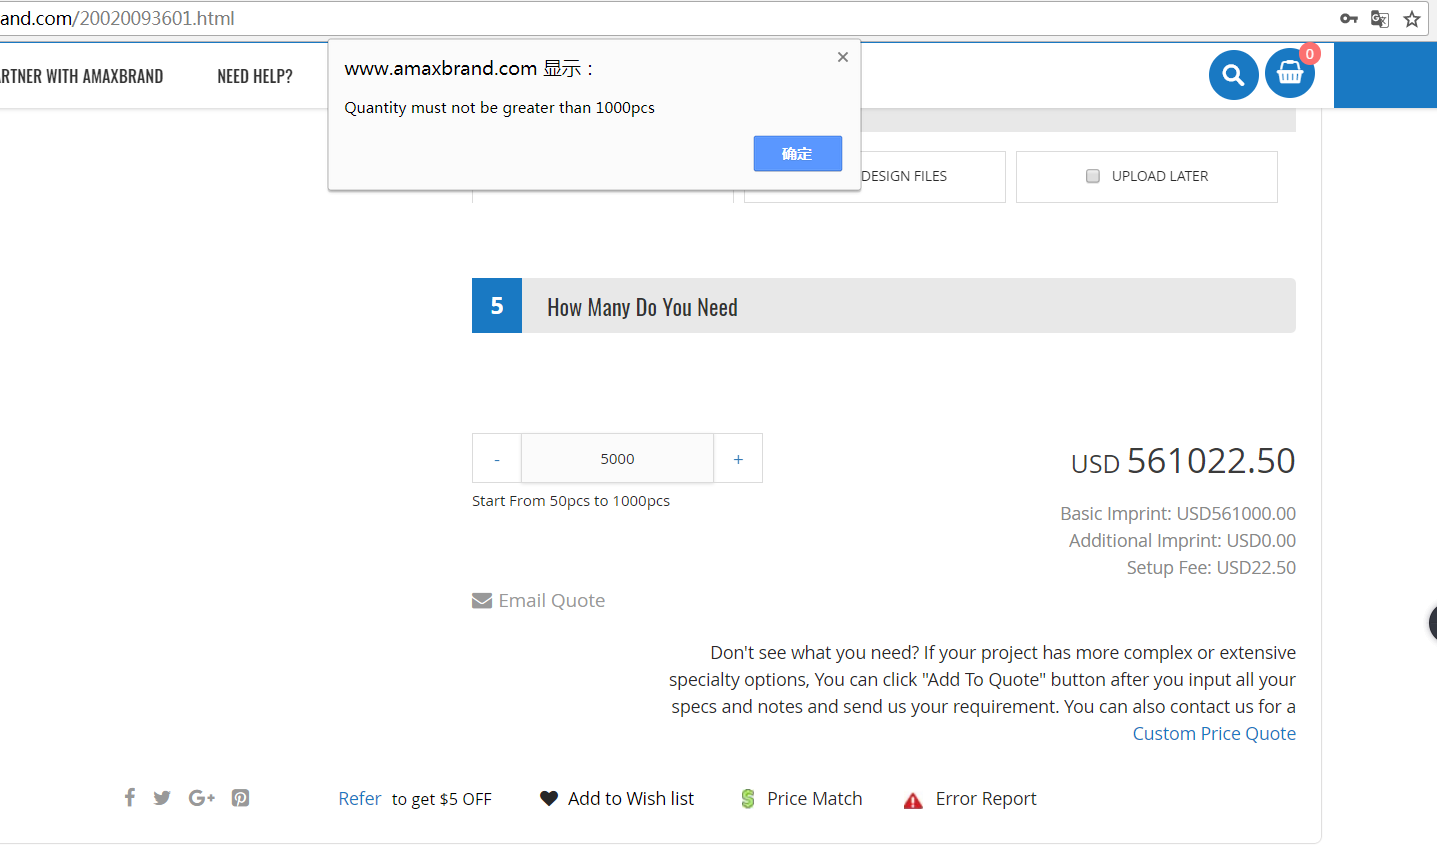 and.com/20020093601.html
ARTNER WITH AMAXBRAND
NEED HELP?
0
www.amaxbrand.com 显示：
Quantity must not be greater than 1000pcs
确定
DESIGN FILES
UPLOAD LATER
5
How Many Do You Need
-
5000
+
Start From 50pcs to 1000pcs
USD 561022.50
Basic Imprint: USD561000.00
Additional Imprint: USD0.00
Setup Fee: USD22.50
Email Quote
Don't see what you need? If your project has more complex or extensive
specialty options, You can click "Add To Quote" button after you input all your
specs and notes and send us your requirement. You can also contact us for a
Custom Price Quote
Refer to get $5 OFF
Add to Wish list
Price Match
Error Report